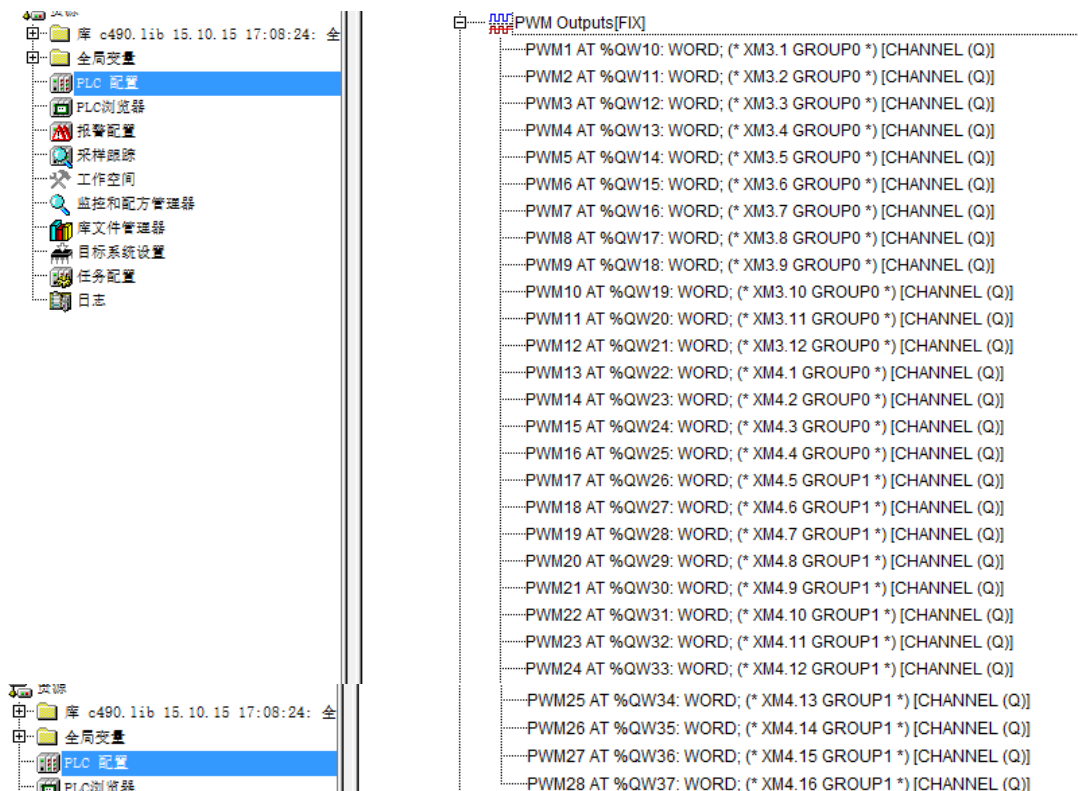 资源
库 c490.lib 15.10.15 17:08:24: 全
全局变量
PLC 配置
PLC浏览器
报警配置
采样跟踪
工作空间
监控和配方管理器
库文件管理器
目标系统设置
任务配置
日志
资源
库 c490.lib 15.10.15 17:08:24: 全
全局变量
PLC 配置
PLC浏览器
PWM Outputs[FIX]
PWM1 AT %QW10: WORD; (* XM3.1 GROUP0 *) [CHANNEL (Q)]
PWM2 AT %QW11: WORD; (* XM3.2 GROUP0 *) [CHANNEL (Q)]
PWM3 AT %QW12: WORD; (* XM3.3 GROUP0 *) [CHANNEL (Q)]
PWM4 AT %QW13: WORD; (* XM3.4 GROUP0 *) [CHANNEL (Q)]
PWM5 AT %QW14: WORD; (* XM3.5 GROUP0 *) [CHANNEL (Q)]
PWM6 AT %QW15: WORD; (* XM3.6 GROUP0 *) [CHANNEL (Q)]
PWM7 AT %QW16: WORD; (* XM3.7 GROUP0 *) [CHANNEL (Q)]
PWM8 AT %QW17: WORD; (* XM3.8 GROUP0 *) [CHANNEL (Q)]
PWM9 AT %QW18: WORD; (* XM3.9 GROUP0 *) [CHANNEL (Q)]
PWM10 AT %QW19: WORD; (* XM3.10 GROUP0 *) [CHANNEL (Q)]
PWM11 AT %QW20: WORD; (* XM3.11 GROUP0 *) [CHANNEL (Q)]
PWM12 AT %QW21: WORD; (* XM3.12 GROUP0 *) [CHANNEL (Q)]
PWM13 AT %QW22: WORD; (* XM4.1 GROUP0 *) [CHANNEL (Q)]
PWM14 AT %QW23: WORD; (* XM4.2 GROUP0 *) [CHANNEL (Q)]
PWM15 AT %QW24: WORD; (* XM4.3 GROUP0 *) [CHANNEL (Q)]
PWM16 AT %QW25: WORD; (* XM4.4 GROUP0 *) [CHANNEL (Q)]
PWM17 AT %QW26: WORD; (* XM4.5 GROUP1 *) [CHANNEL (Q)]
PWM18 AT %QW27: WORD; (* XM4.6 GROUP1 *) [CHANNEL (Q)]
PWM19 AT %QW28: WORD; (* XM4.7 GROUP1 *) [CHANNEL (Q)]
PWM20 AT %QW29: WORD; (* XM4.8 GROUP1 *) [CHANNEL (Q)]
PWM21 AT %QW30: WORD; (* XM4.9 GROUP1 *) [CHANNEL (Q)]
PWM22 AT %QW31: WORD; (* XM4.10 GROUP1 *) [CHANNEL (Q)]
PWM23 AT %QW32: WORD; (* XM4.11 GROUP1 *) [CHANNEL (Q)]
PWM24 AT %QW33: WORD; (* XM4.12 GROUP1 *) [CHANNEL (Q)]
PWM25 AT %QW34: WORD; (* XM4.13 GROUP1 *) [CHANNEL (Q)]
PWM26 AT %QW35: WORD; (* XM4.14 GROUP1 *) [CHANNEL (Q)]
PWM27 AT %QW36: WORD; (* XM4.15 GROUP1 *) [CHANNEL (Q)]
PWM28 AT %QW37: WORD; (* XM4.16 GROUP1 *) [CHANNEL (Q)]